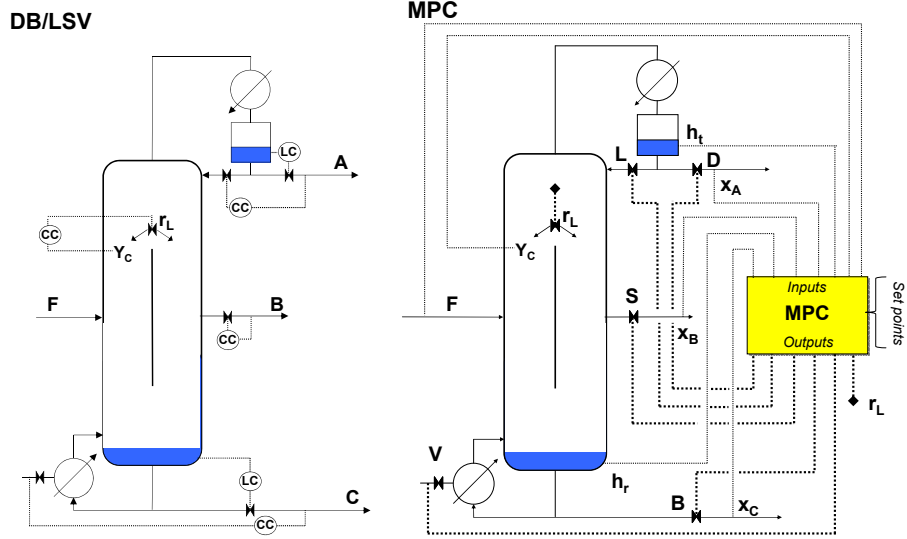 DB/LSV
LC
A
CC
r_L
CC
Y_C
F
B
CC
LC
C
CC
MPC
h_t
L
D
x_A
r_L
Y_C
F
S
x_B
Inputs
MPC
Outputs
Set points
r_L
V
h_r
B
x_C